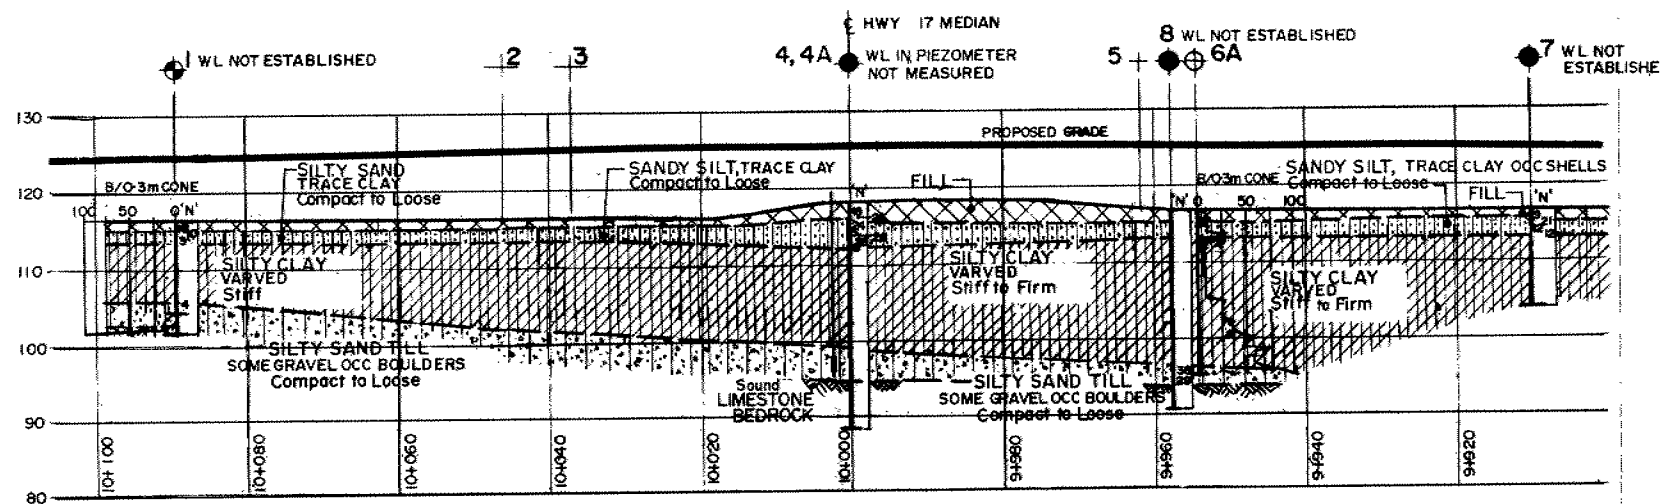 ℄ HWY 17 MEDIAN
1 WL NOT ESTABLISHED
2
3
4, 4A WL IN PIEZOMETER
NOT MEASURED
5
8 WL NOT ESTABLISHED
6A
7 WL NOT
ESTABLISHE
130
PROPOSED GRADE
120
B/0·3m CONE
SILTY SAND
TRACE CLAY
Compact to Loose
SANDY SILT, TRACE CLAY
Compact to Loose
FILL
'N'
B/0·3m CONE
SANDY SILT, TRACE CLAY OCC SHELLS
Compact to Loose
FILL
'N'
100 50 0 'N'
'N' 0 50 100
110
SILTY CLAY
VARVED
Stiff
SILTY CLAY
VARVED
Stiff to Firm
SILTY CLAY
VARVED
Stiff to Firm
100
SILTY SAND TILL
SOME GRAVEL OCC BOULDERS
Compact to Loose
Sound
LIMESTONE
BEDROCK
SILTY SAND TILL
SOME GRAVEL OCC BOULDERS
Compact to Loose
90
80
10+100
10+080
10+060
10+040
10+020
10+000
9+980
9+960
9+940
9+920